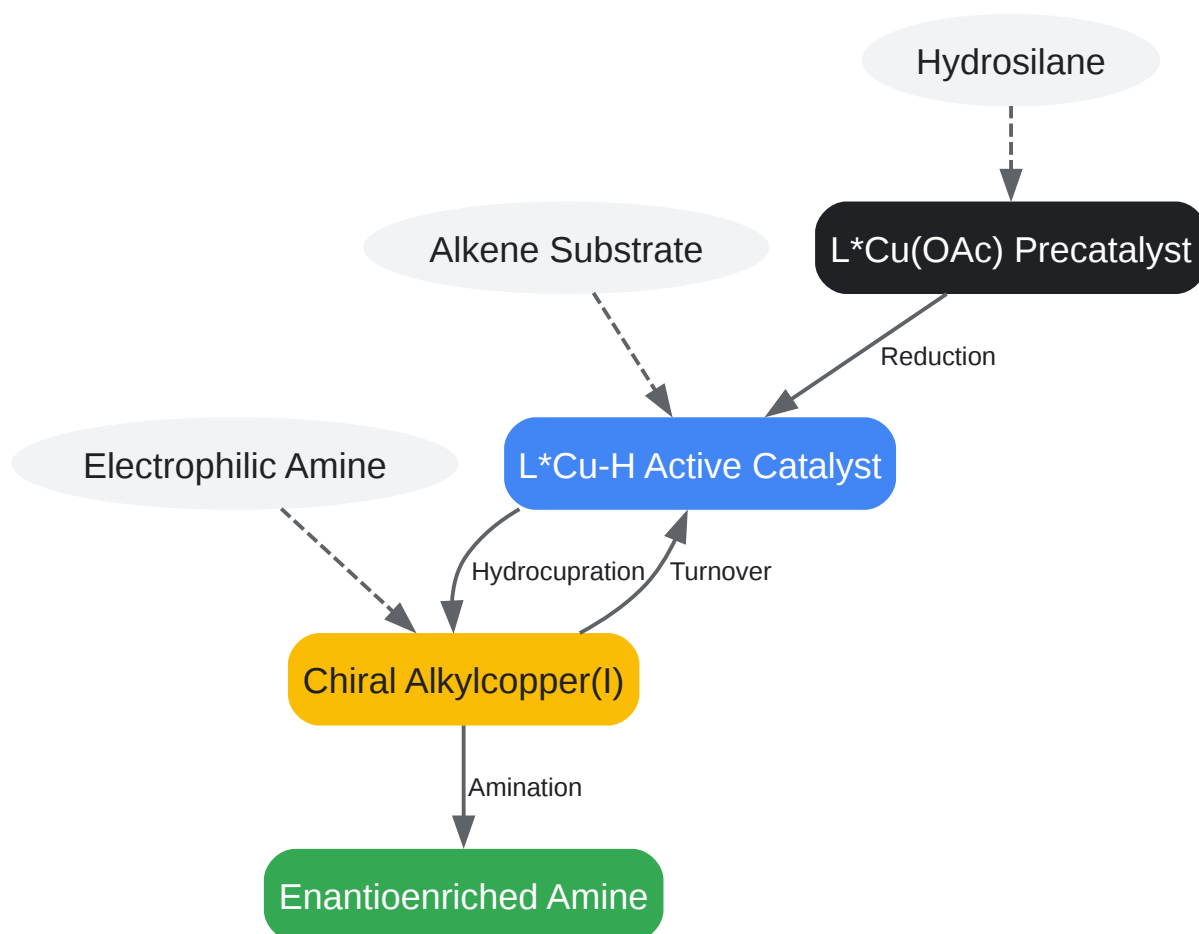 Hydrosilane
L*Cu(OAc) Precatalyst
Alkene Substrate
Reduction
L*Cu-H Active Catalyst
Electrophilic Amine
Hydrocupration
Turnover
Chiral Alkylcopper(I)
Amination
Enantioenriched Amine